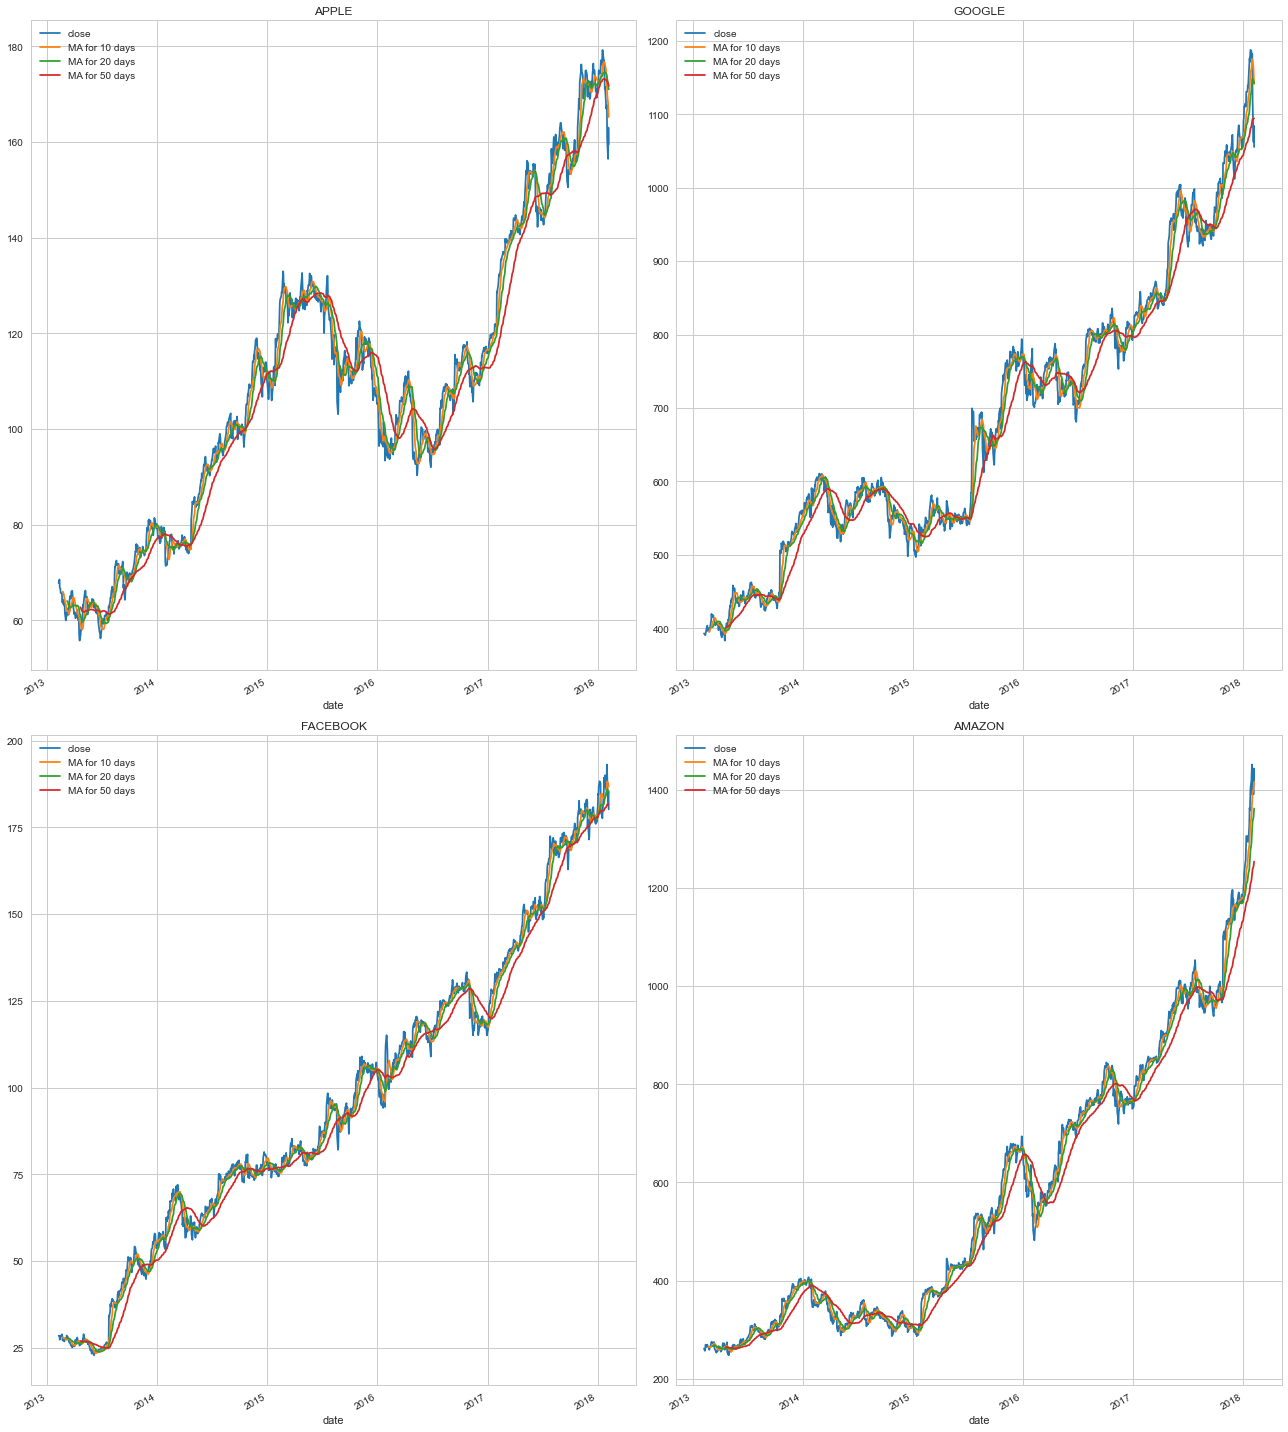 APPLE
close
MA for 10 days
MA for 20 days
MA for 50 days
180
160
140
120
100
80
60
2013
2014
2015
2016
2017
2018
date
GOOGLE
close
MA for 10 days
MA for 20 days
MA for 50 days
1200
1100
1000
900
800
700
600
500
400
2013
2014
2015
2016
2017
2018
date
FACEBOOK
close
MA for 10 days
MA for 20 days
MA for 50 days
200
175
150
125
100
75
50
25
2013
2014
2015
2016
2017
2018
date
AMAZON
close
MA for 10 days
MA for 20 days
MA for 50 days
1400
1200
1000
800
600
400
200
2013
2014
2015
2016
2017
2018
date